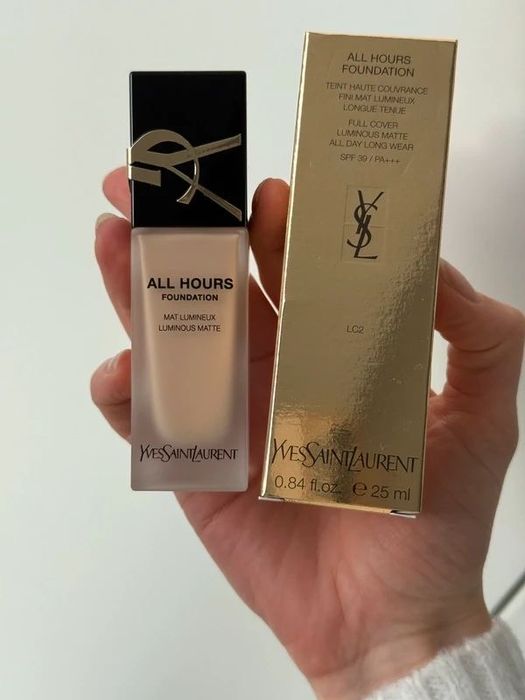 ALL HOURS
FOUNDATION
MAT LUMINEUX
LUMINOUS MATTE
YVESSAINTLAURENT
ALL HOURS
FOUNDATION
TEINT HAUTE COUVRANCE
FINI MAT LUMINEUX
LONGUE TENUE
FULL COVER
LUMINOUS MATTE
ALL DAY LONG WEAR
SPF 39 / PA+++
YSL
LC2
YVESSAINTLAURENT
0.84 fl.oz. ℮ 25 ml